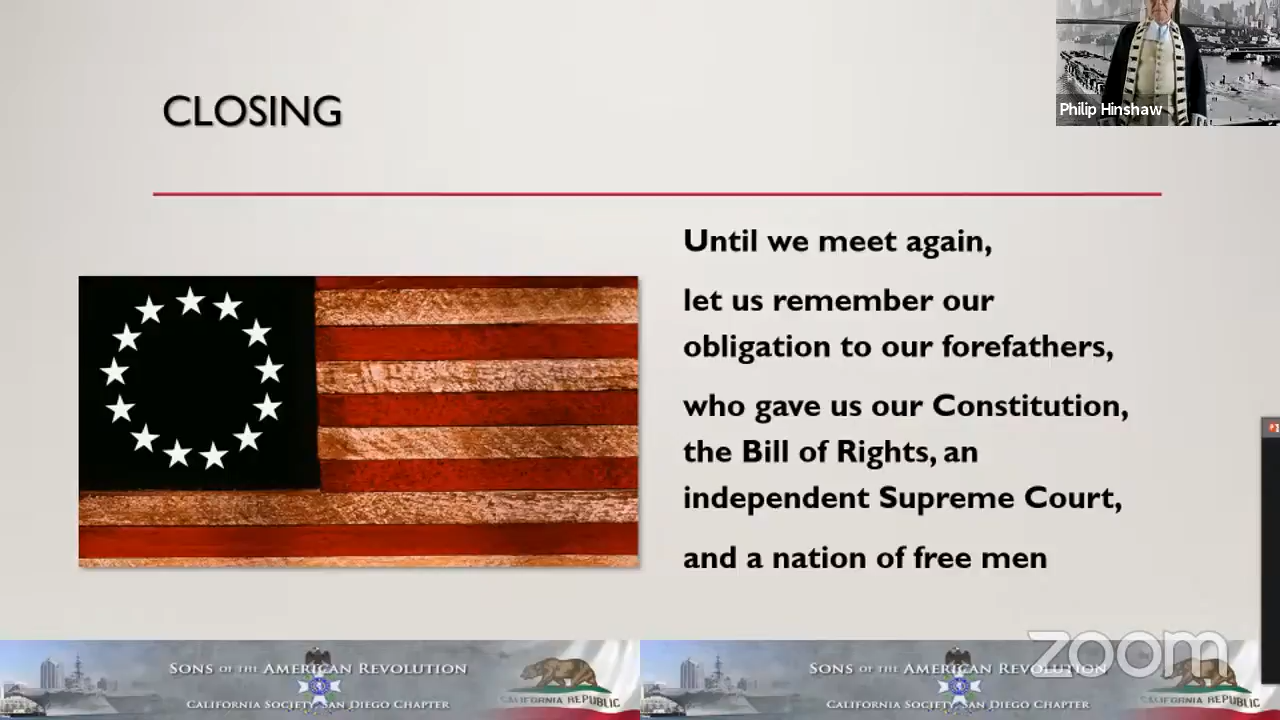 CLOSING
Philip Hinshaw
Until we meet again,
let us remember our
obligation to our forefathers,
who gave us our Constitution,
the Bill of Rights, an
independent Supreme Court,
and a nation of free men
zoom
SONS OF THE AMERICAN REVOLUTION
CALIFORNIA SOCIETY SAN DIEGO CHAPTER
CALIFORNIA REPUBLIC
SONS OF THE AMERICAN REVOLUTION
CALIFORNIA SOCIETY SAN DIEGO CHAPTER
CALIFORNIA REPUBLIC